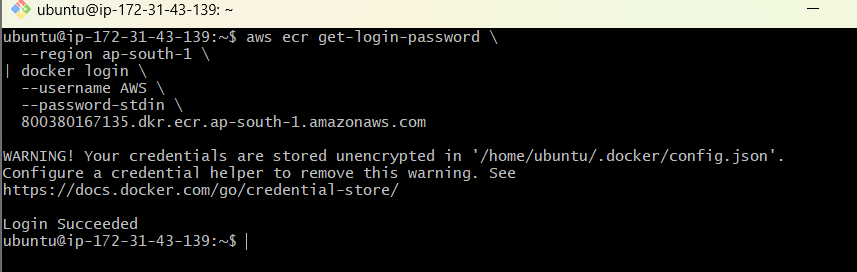 ubuntu@ip-172-31-43-139: ~
ubuntu@ip-172-31-43-139:~$ aws ecr get-login-password \
  --region ap-south-1 \
| docker login \
  --username AWS \
  --password-stdin \
  800380167135.dkr.ecr.ap-south-1.amazonaws.com

WARNING! Your credentials are stored unencrypted in '/home/ubuntu/.docker/config.json'.
Configure a credential helper to remove this warning. See
https://docs.docker.com/go/credential-store/

Login Succeeded
ubuntu@ip-172-31-43-139:~$